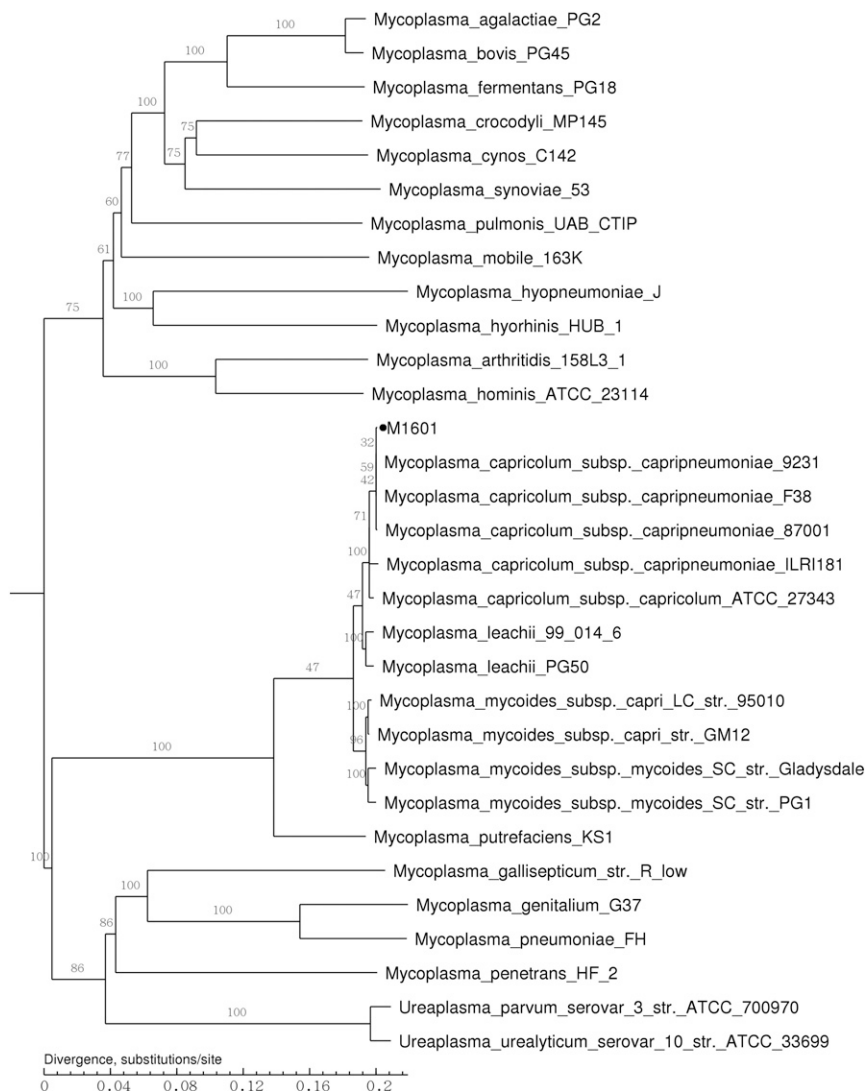 100
Mycoplasma_agalactiae_PG2
100
Mycoplasma_bovis_PG45
Mycoplasma_fermentans_PG18
100
75
Mycoplasma_crocodyli_MP145
75
Mycoplasma_cynos_C142
77
Mycoplasma_synoviae_53
60
Mycoplasma_pulmonis_UAB_CTIP
61
Mycoplasma_mobile_163K
100
Mycoplasma_hyopneumoniae_J
75
Mycoplasma_hyorhinis_HUB_1
100
Mycoplasma_arthritidis_158L3_1
Mycoplasma_hominis_ATCC_23114
M1601
32
59
Mycoplasma_capricolum_subsp._capripneumoniae_9231
42
Mycoplasma_capricolum_subsp._capripneumoniae_F38
71
Mycoplasma_capricolum_subsp._capripneumoniae_87001
100
Mycoplasma_capricolum_subsp._capripneumoniae_ILRI181
47
Mycoplasma_capricolum_subsp._capricolum_ATCC_27343
100
Mycoplasma_leachii_99_014_6
47
Mycoplasma_leachii_PG50
100
Mycoplasma_mycoides_subsp._capri_LC_str._95010
96
Mycoplasma_mycoides_subsp._capri_str._GM12
100
Mycoplasma_mycoides_subsp._mycoides_SC_str._Gladysdale
100
Mycoplasma_mycoides_subsp._mycoides_SC_str._PG1
Mycoplasma_putrefaciens_KS1
100
Mycoplasma_gallisepticum_str._R_low
100
100
Mycoplasma_genitalium_G37
86
Mycoplasma_pneumoniae_FH
86
Mycoplasma_penetrans_HF_2
100
Ureaplasma_parvum_serovar_3_str._ATCC_700970
Ureaplasma_urealyticum_serovar_10_str._ATCC_33699
Divergence, substitutions/site
0 0.04 0.08 0.12 0.16 0.2